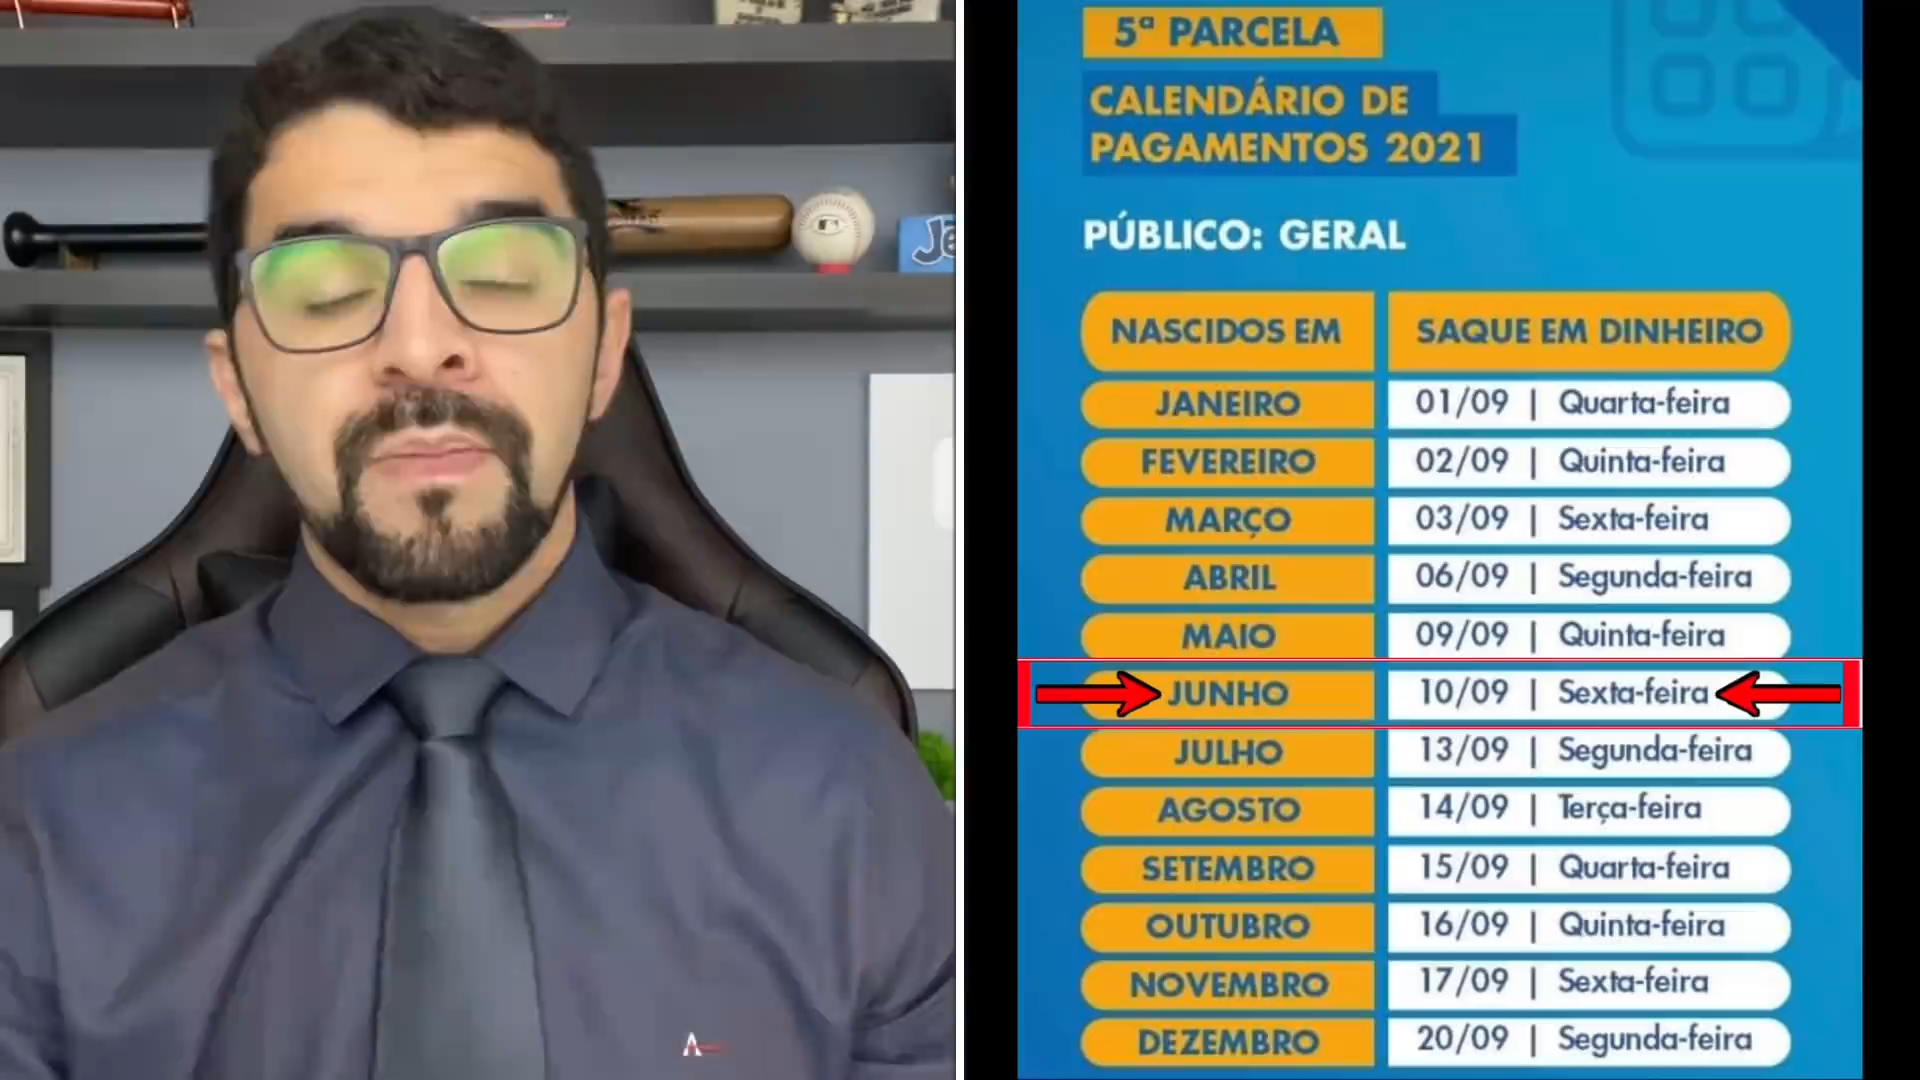 5ª PARCELA
CALENDÁRIO DE
PAGAMENTOS 2021
PÚBLICO: GERAL
NASCIDOS EM SAQUE EM DINHEIRO
JANEIRO 01/09 | Quarta-feira
FEVEREIRO 02/09 | Quinta-feira
MARÇO 03/09 | Sexta-feira
ABRIL 06/09 | Segunda-feira
MAIO 09/09 | Quinta-feira
JUNHO 10/09 | Sexta-feira
JULHO 13/09 | Segunda-feira
AGOSTO 14/09 | Terça-feira
SETEMBRO 15/09 | Quarta-feira
OUTUBRO 16/09 | Quinta-feira
NOVEMBRO 17/09 | Sexta-feira
DEZEMBRO 20/09 | Segunda-feira